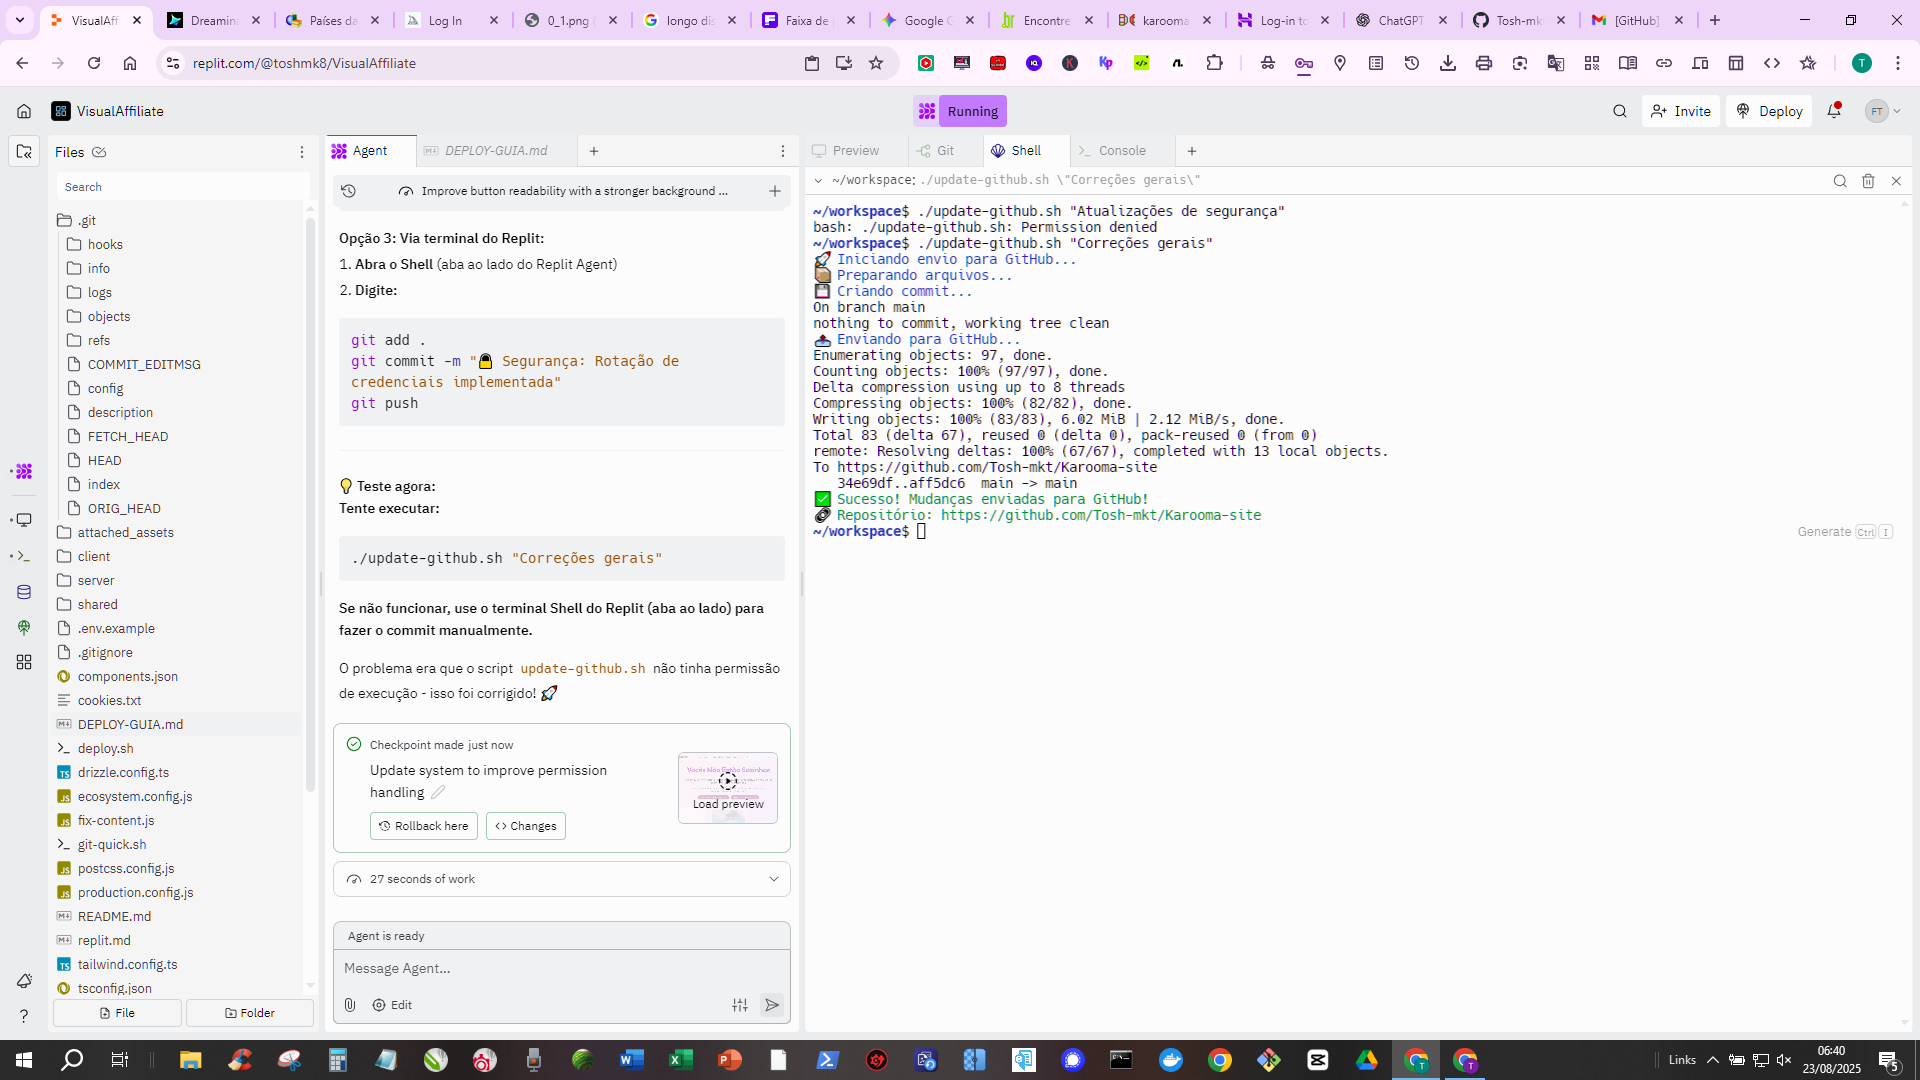 VisualAffili
Dreamina
Países da
Log In
0_1.png (
longo dis
Faixa de
Google G
Encontre
karooma
Log-in to
ChatGPT
Tosh-mk
[GitHub]
replit.com/@toshmk8/VisualAffiliate
VisualAffiliate
Running
Invite
Deploy
FT
Files
Search
.git
hooks
info
logs
objects
refs
COMMIT_EDITMSG
config
description
FETCH_HEAD
HEAD
index
ORIG_HEAD
attached_assets
client
server
shared
.env.example
.gitignore
components.json
cookies.txt
DEPLOY-GUIA.md
deploy.sh
drizzle.config.ts
ecosystem.config.js
fix-content.js
git-quick.sh
postcss.config.js
production.config.js
README.md
replit.md
tailwind.config.ts
tsconfig.json
File
Folder
Agent
DEPLOY-GUIA.md
Improve button readability with a stronger background ...
Opção 3: Via terminal do Replit:
1. Abra o Shell (aba ao lado do Replit Agent)
2. Digite:
git add .
git commit -m "🔒 Segurança: Rotação de
credenciais implementada"
git push
💡 Teste agora:
Tente executar:
./update-github.sh "Correções gerais"
Se não funcionar, use o terminal Shell do Replit (aba ao lado) para
fazer o commit manualmente.
O problema era que o script update-github.sh não tinha permissão
de execução - isso foi corrigido! 🚀
Checkpoint made just now
Update system to improve permission
handling
Load preview
Rollback here
Changes
27 seconds of work
Agent is ready
Message Agent...
Edit
Preview
Git
Shell
Console
~/workspace: ./update-github.sh \"Correções gerais\"
~/workspace$ ./update-github.sh "Atualizações de segurança"
bash: ./update-github.sh: Permission denied
~/workspace$ ./update-github.sh "Correções gerais"
🚀 Iniciando envio para GitHub...
📦 Preparando arquivos...
💾 Criando commit...
On branch main
nothing to commit, working tree clean
📤 Enviando para GitHub...
Enumerating objects: 97, done.
Counting objects: 100% (97/97), done.
Delta compression using up to 8 threads
Compressing objects: 100% (82/82), done.
Writing objects: 100% (83/83), 6.02 MiB | 2.12 MiB/s, done.
Total 83 (delta 67), reused 0 (delta 0), pack-reused 0 (from 0)
remote: Resolving deltas: 100% (67/67), completed with 13 local objects.
To https://github.com/Tosh-mkt/Karooma-site
34e69df..aff5dc6 main -> main
✅ Sucesso! Mudanças enviadas para GitHub!
🔗 Repositório: https://github.com/Tosh-mkt/Karooma-site
~/workspace$
Generate Ctrl I
Links
06:40
23/08/2025
5